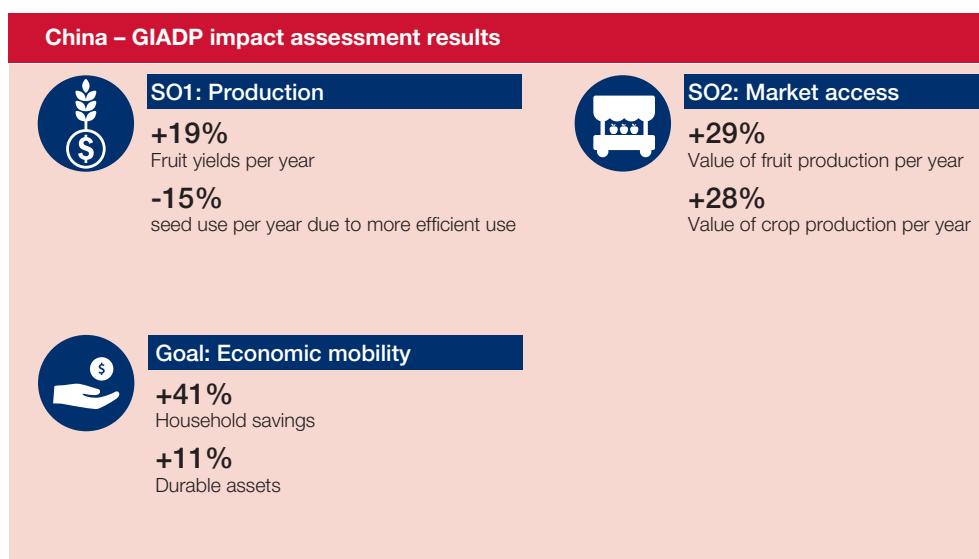 China – GIADP impact assessment results
SO1: Production
+19%
Fruit yields per year
-15%
seed use per year due to more efficient use
SO2: Market access
+29%
Value of fruit production per year
+28%
Value of crop production per year
Goal: Economic mobility
+41%
Household savings
+11%
Durable assets